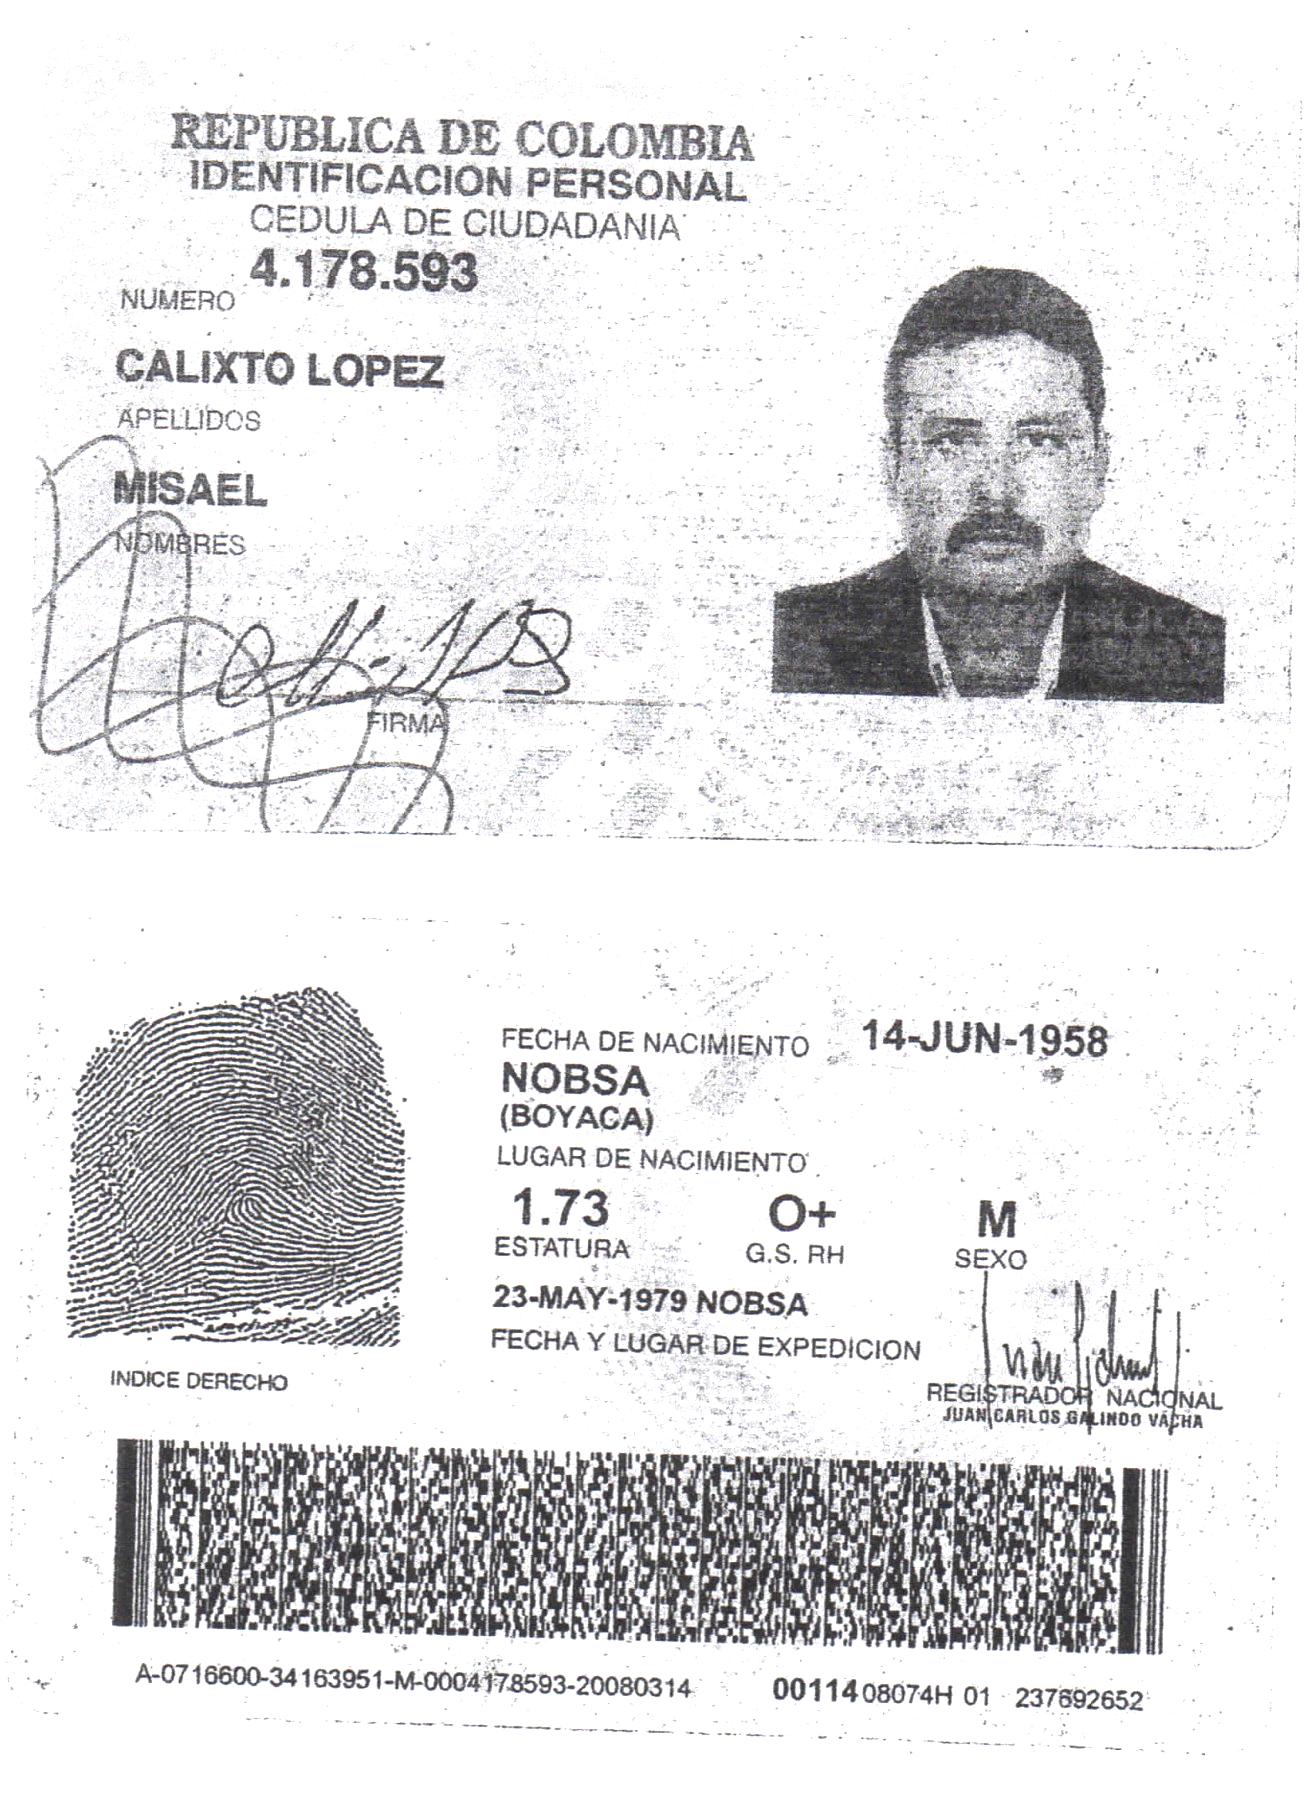 REPUBLICA DE COLOMBIA
IDENTIFICACION PERSONAL
CEDULA DE CIUDADANIA
4.178.593
NUMERO
CALIXTO LOPEZ
APELLIDOS
MISAEL
NOMBRES
FIRMA
FECHA DE NACIMIENTO 14-JUN-1958
NOBSA
(BOYACA)
LUGAR DE NACIMIENTO
1.73 O+ M
ESTATURA G.S. RH SEXO
23-MAY-1979 NOBSA
FECHA Y LUGAR DE EXPEDICION
INDICE DERECHO
REGISTRADOR NACIONAL
JUAN CARLOS GALINDO VACHA
A-0716600-34163951-M-0004178593-20080314 0011408074H 01 237692652